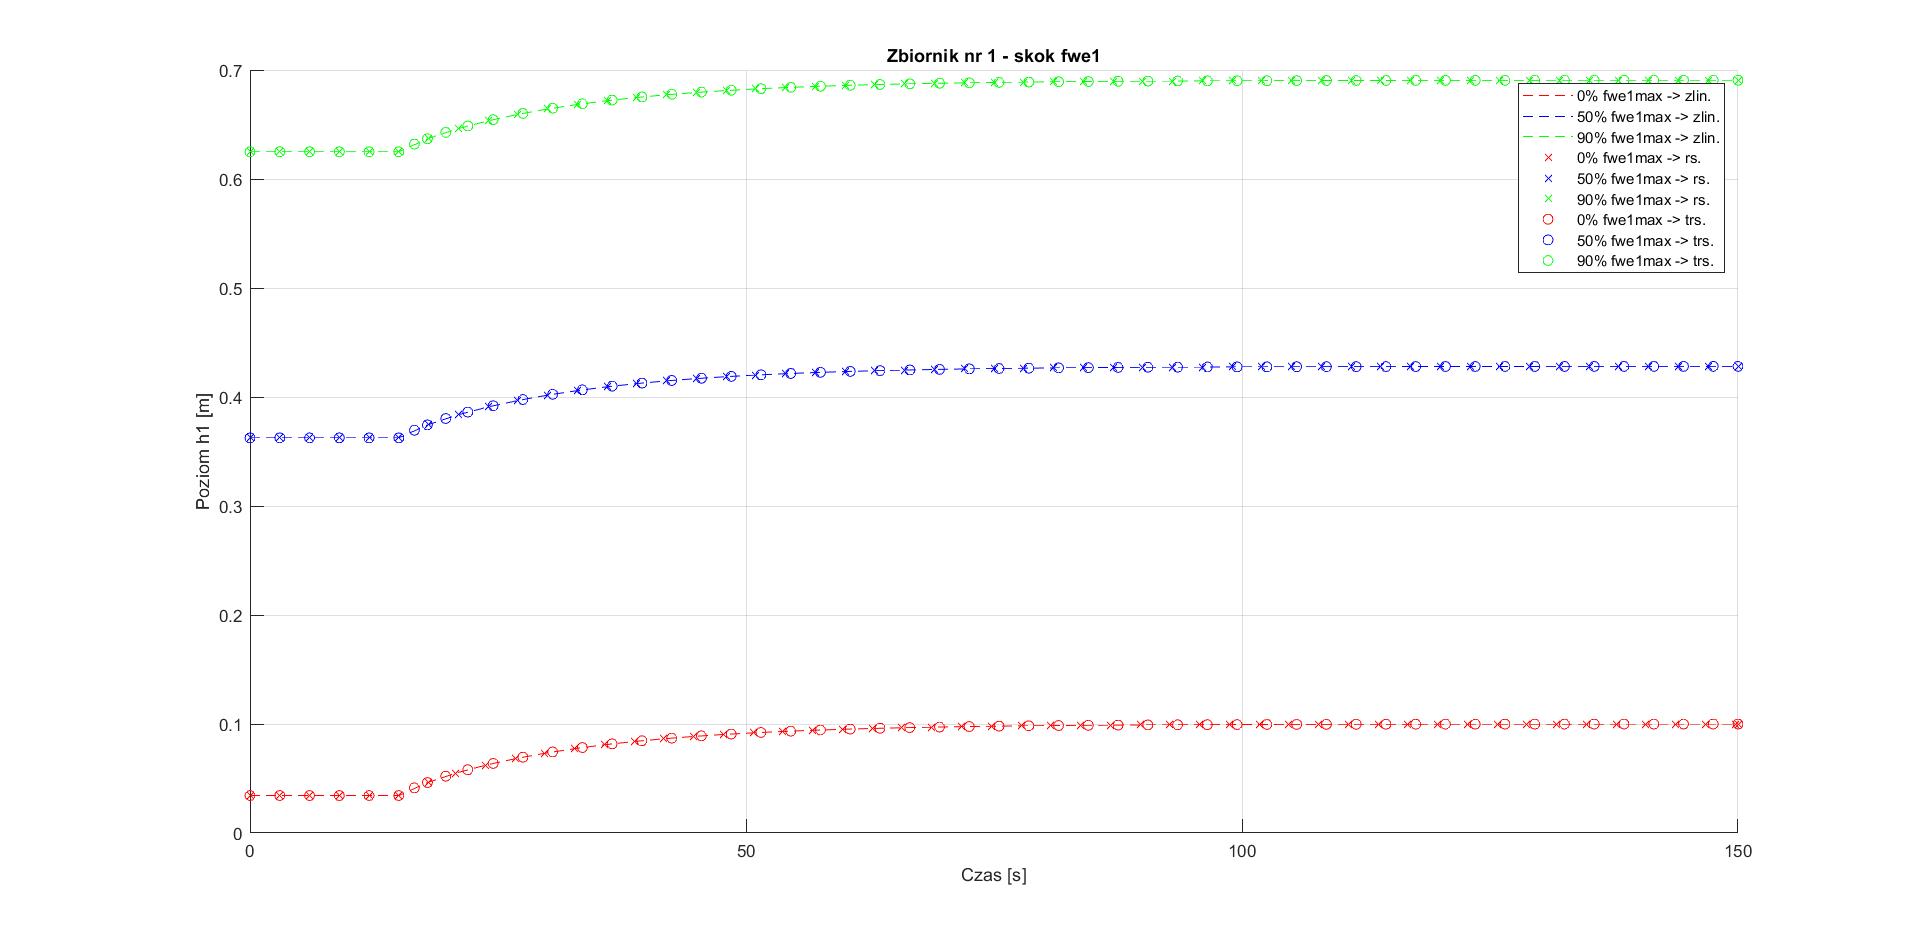 Zbiornik nr 1 - skok fwe1
0.7
0.6
0.5
0.4
0.3
0.2
0.1
0
Poziom h1 [m]
0% fwe1max -> zlin.
50% fwe1max -> zlin.
90% fwe1max -> zlin.
0% fwe1max -> rs.
50% fwe1max -> rs.
90% fwe1max -> rs.
0% fwe1max -> trs.
50% fwe1max -> trs.
90% fwe1max -> trs.
0 50 100 150
Czas [s]